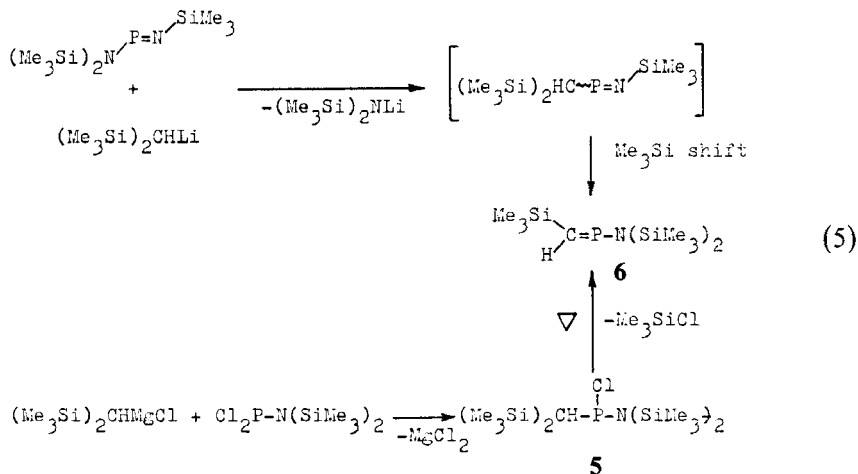 SiMe3
P=N
(Me3Si)2N
+
-(Me3Si)2NLi
(Me3Si)2CHLi
[(Me3Si)2HC~P=N SiMe3]
Me3Si shift
Me3Si
C=P-N(SiMe3)2
H
6
(5)
▽ -Me3SiCl
Cl
(Me3Si)2CHMgCl + Cl2P-N(SiMe3)2 -MgCl2 (Me3Si)2CH-P-N(SiMe3)2
5